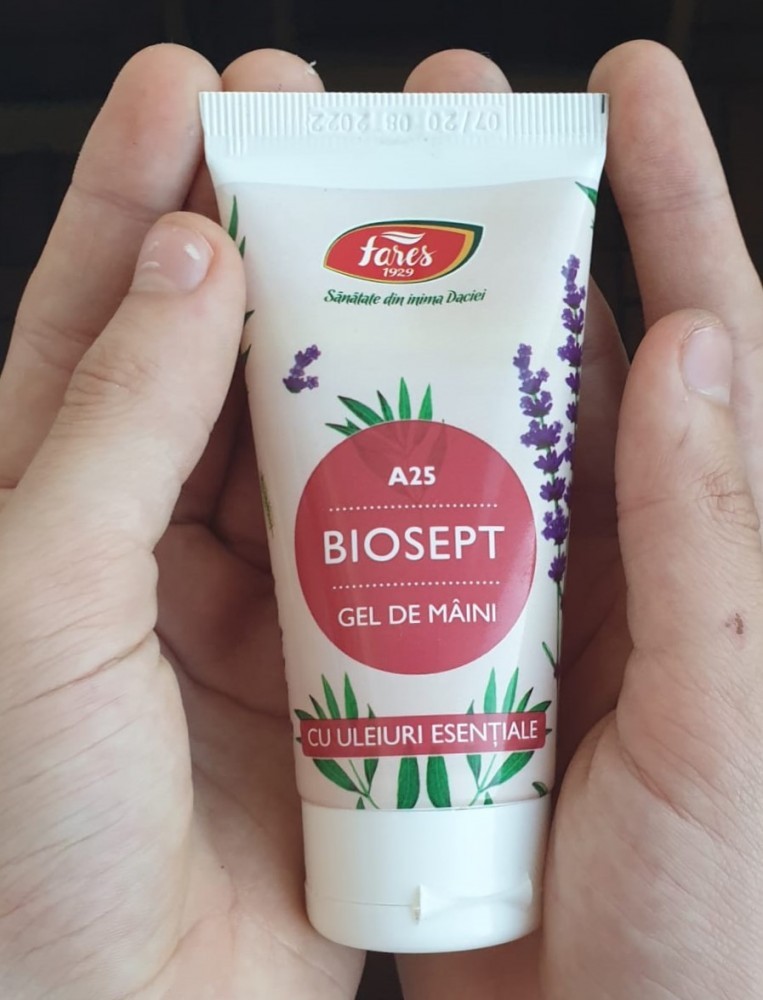 07/20 08 2022
fares
1929
Sănătate din inima Daciei
A25
BIOSEPT
GEL DE MÂINI
CU ULEIURI ESENȚIALE